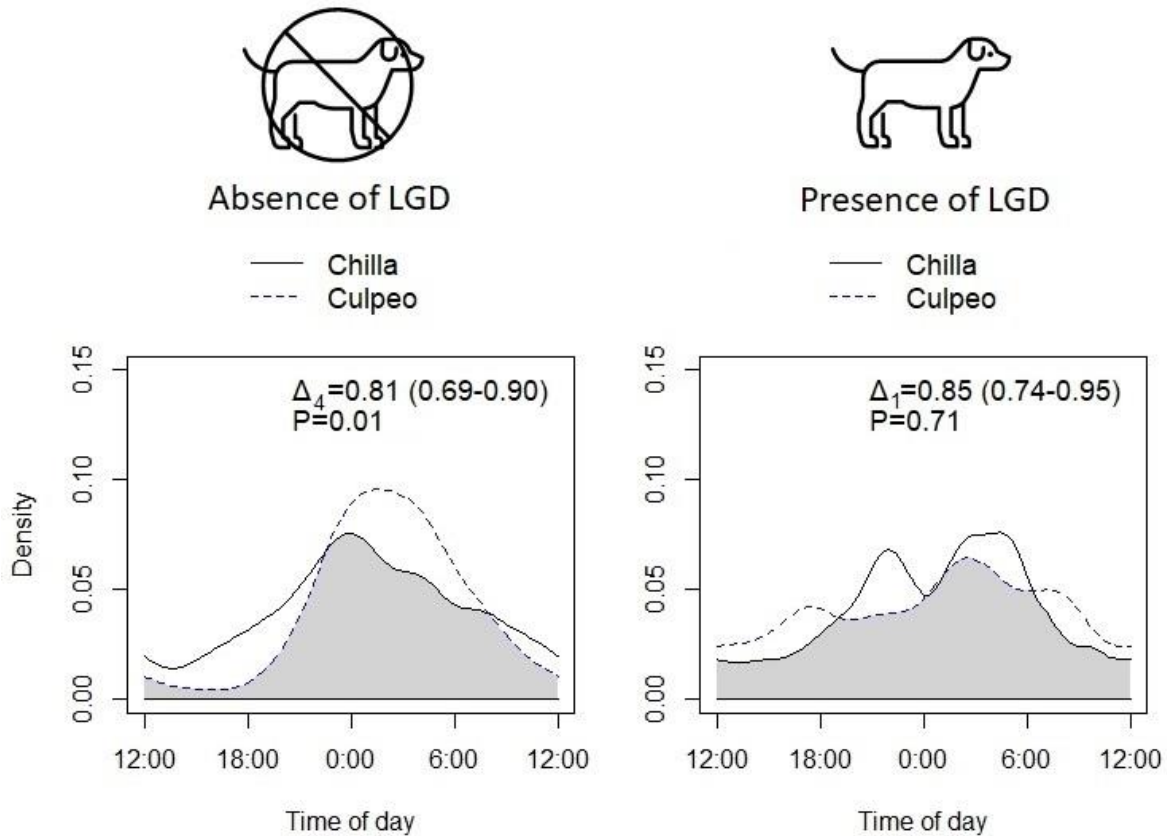 Absence of LGD
Chilla
Culpeo
Density
0.15
0.10
0.05
0.00
Δ4=0.81 (0.69-0.90)
P=0.01
12:00 18:00 0:00 6:00 12:00
Time of day
Presence of LGD
Chilla
Culpeo
0.15
0.10
0.05
0.00
Δ1=0.85 (0.74-0.95)
P=0.71
12:00 18:00 0:00 6:00 12:00
Time of day